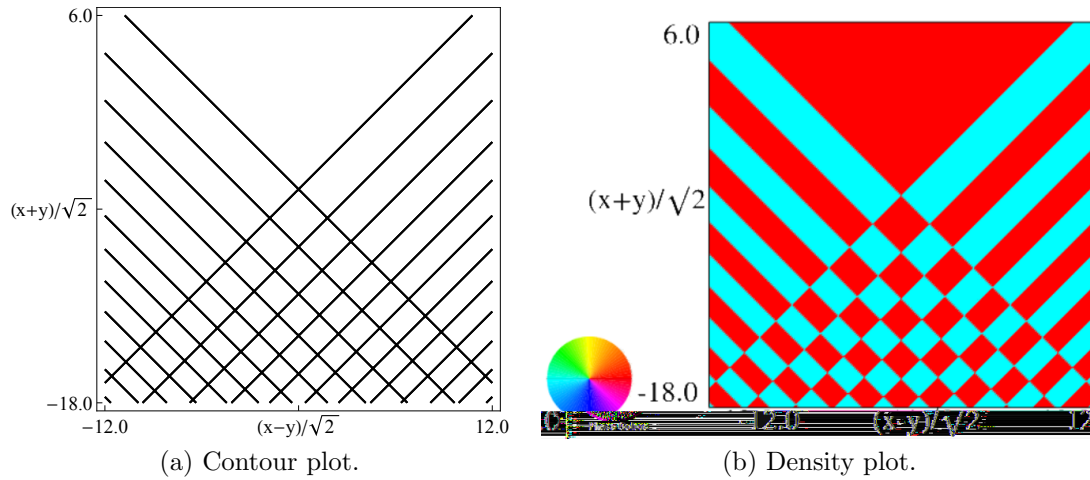 6.0
(x+y)/√2
−18.0
−12.0
(x−y)/√2
12.0
(a) Contour plot.
6.0
(x+y)/√2
-18.0
12.0
(x-y)/√2
12
(b) Density plot.